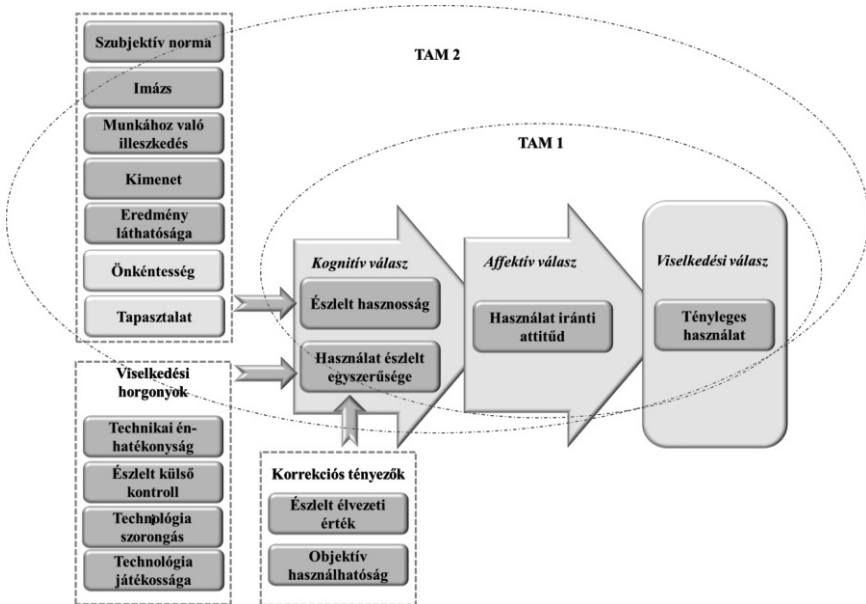 TAM 2
TAM 1
Szubjektív norma
Imázs
Munkához való
illeszkedés
Kimenet
Eredmény
láthatósága
Önkéntesség
Tapasztalat
Kognitív válasz
Észlelt hasznosság
Használat észlelt
egyszerűsége
Affektív válasz
Használat iránti
attitűd
Viselkedési válasz
Tényleges
használat
Viselkedési
horgonyok
Technikai én-
hatékonyság
Észlelt külső
kontroll
Technológia
szorongás
Technológia
játékossága
Korrekciós tényezők
Észlelt élvezeti
érték
Objektív
használhatóság